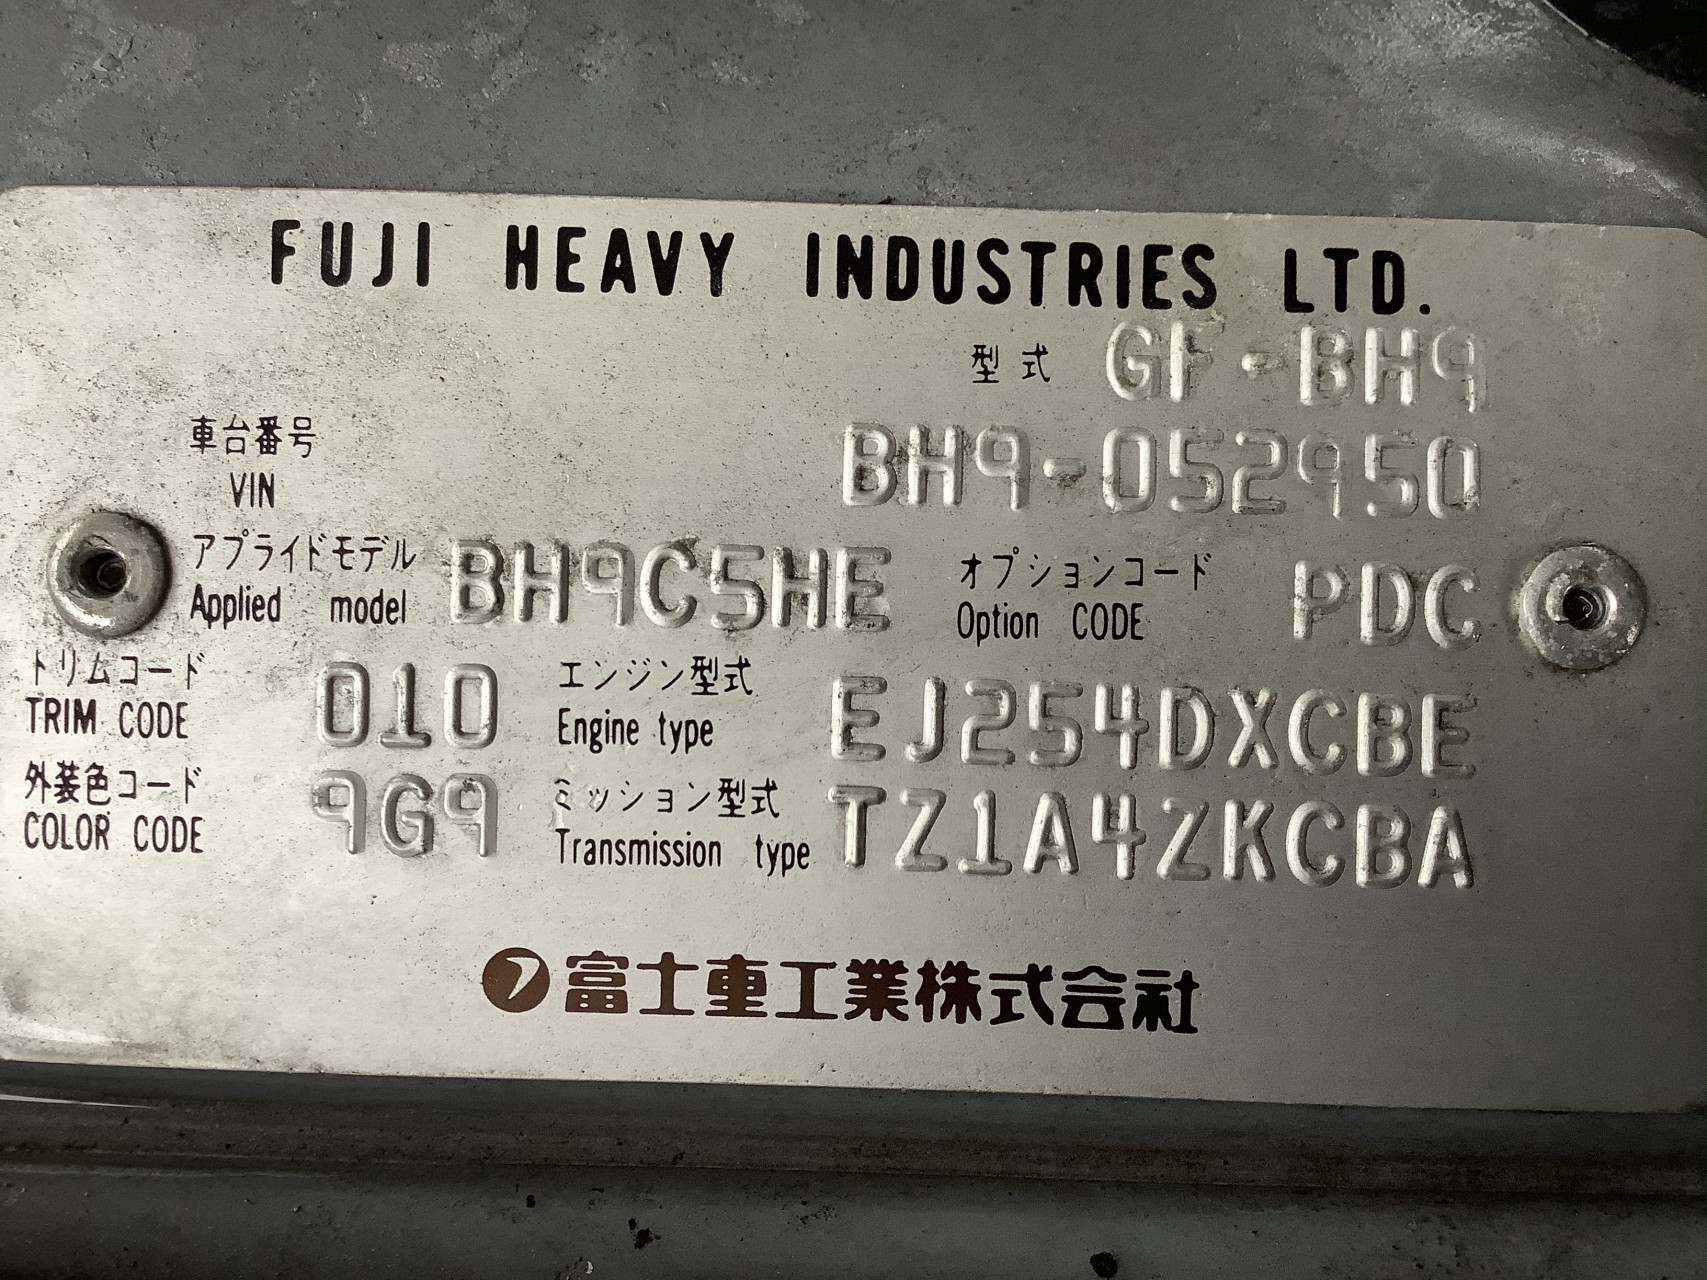 FUJI HEAVY INDUSTRIES LTD.
型式 GF-BH9
車台番号
VIN BH9-052950
アプライドモデル
Applied model BH9C5HE オプションコード
Option CODE PDC
トリムコード
TRIM CODE 010 エンジン型式
Engine type EJ254DXCBE
外装色コード
COLOR CODE 9G9 ミッション型式
Transmission type TZ1A4ZKCBA
富士重工業株式会社